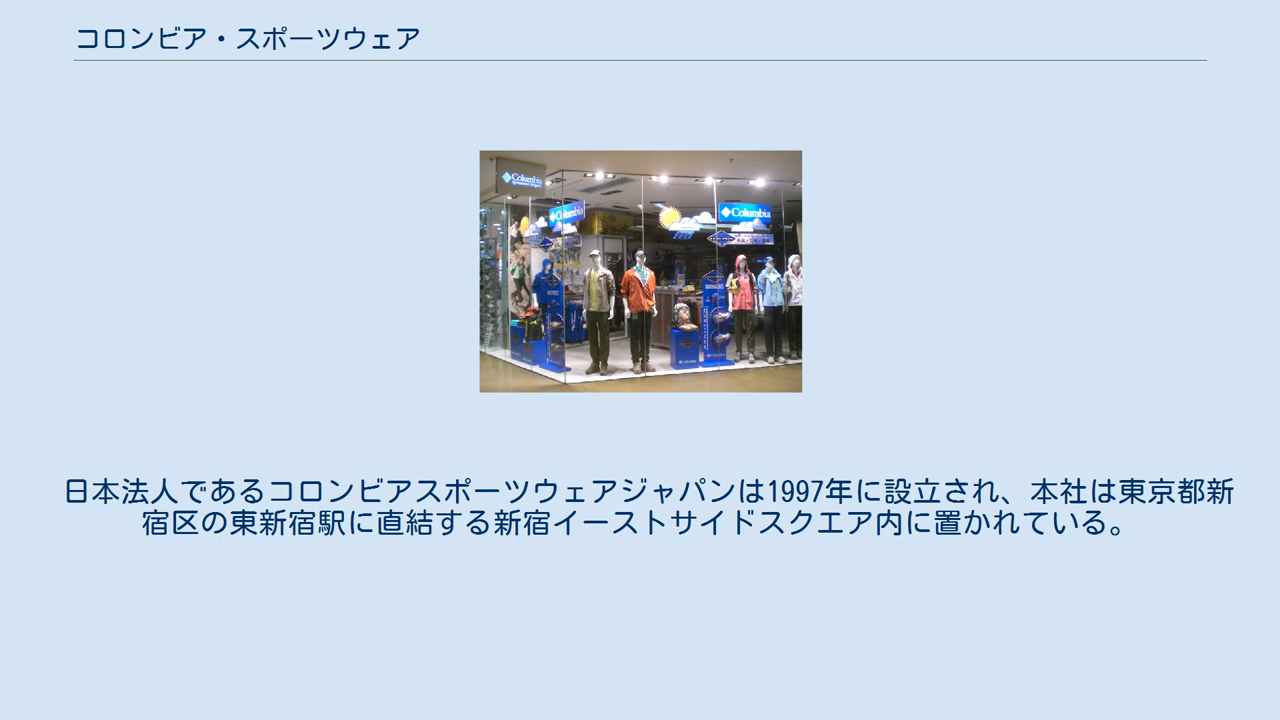 コロンビア・スポーツウェア
Columbia
Columbia
Columbia
日本法人であるコロンビアスポーツウェアジャパンは1997年に設立され、本社は東京都新
宿区の東新宿駅に直結する新宿イーストサイドスクエア内に置かれている。